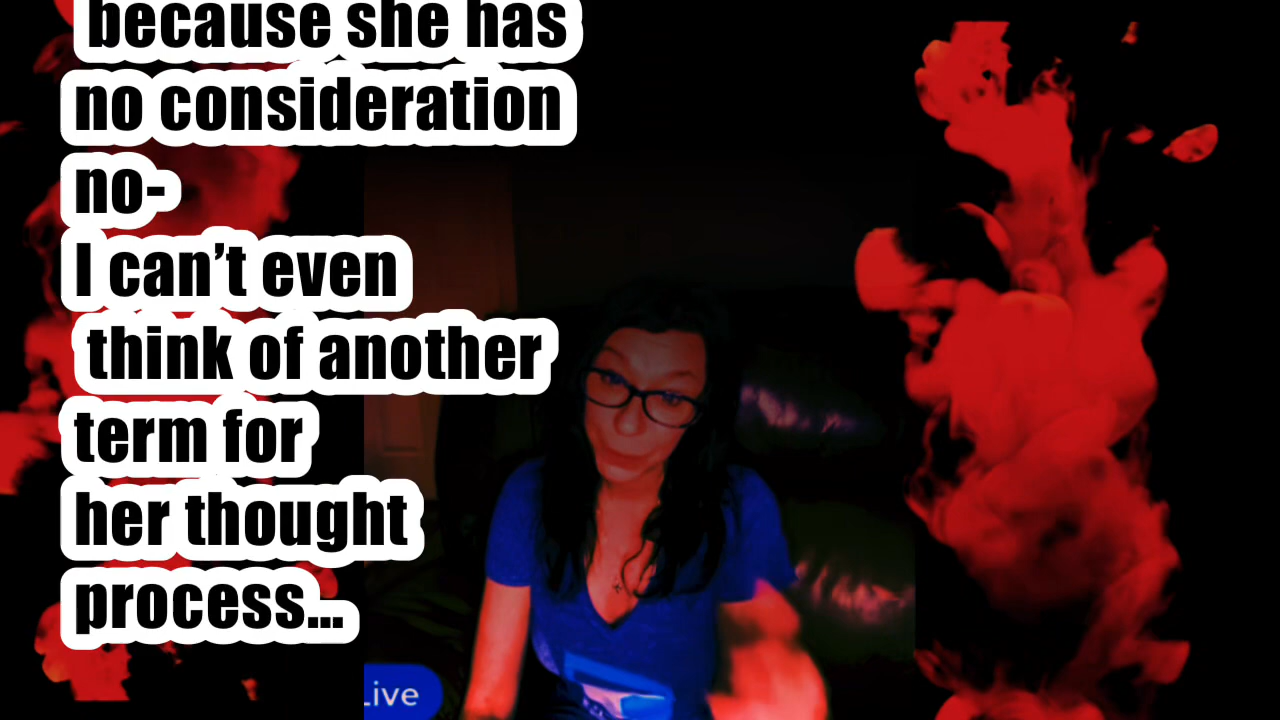 because she has
no consideration
no-
I can’t even
think of another
term for
her thought
process...
Live